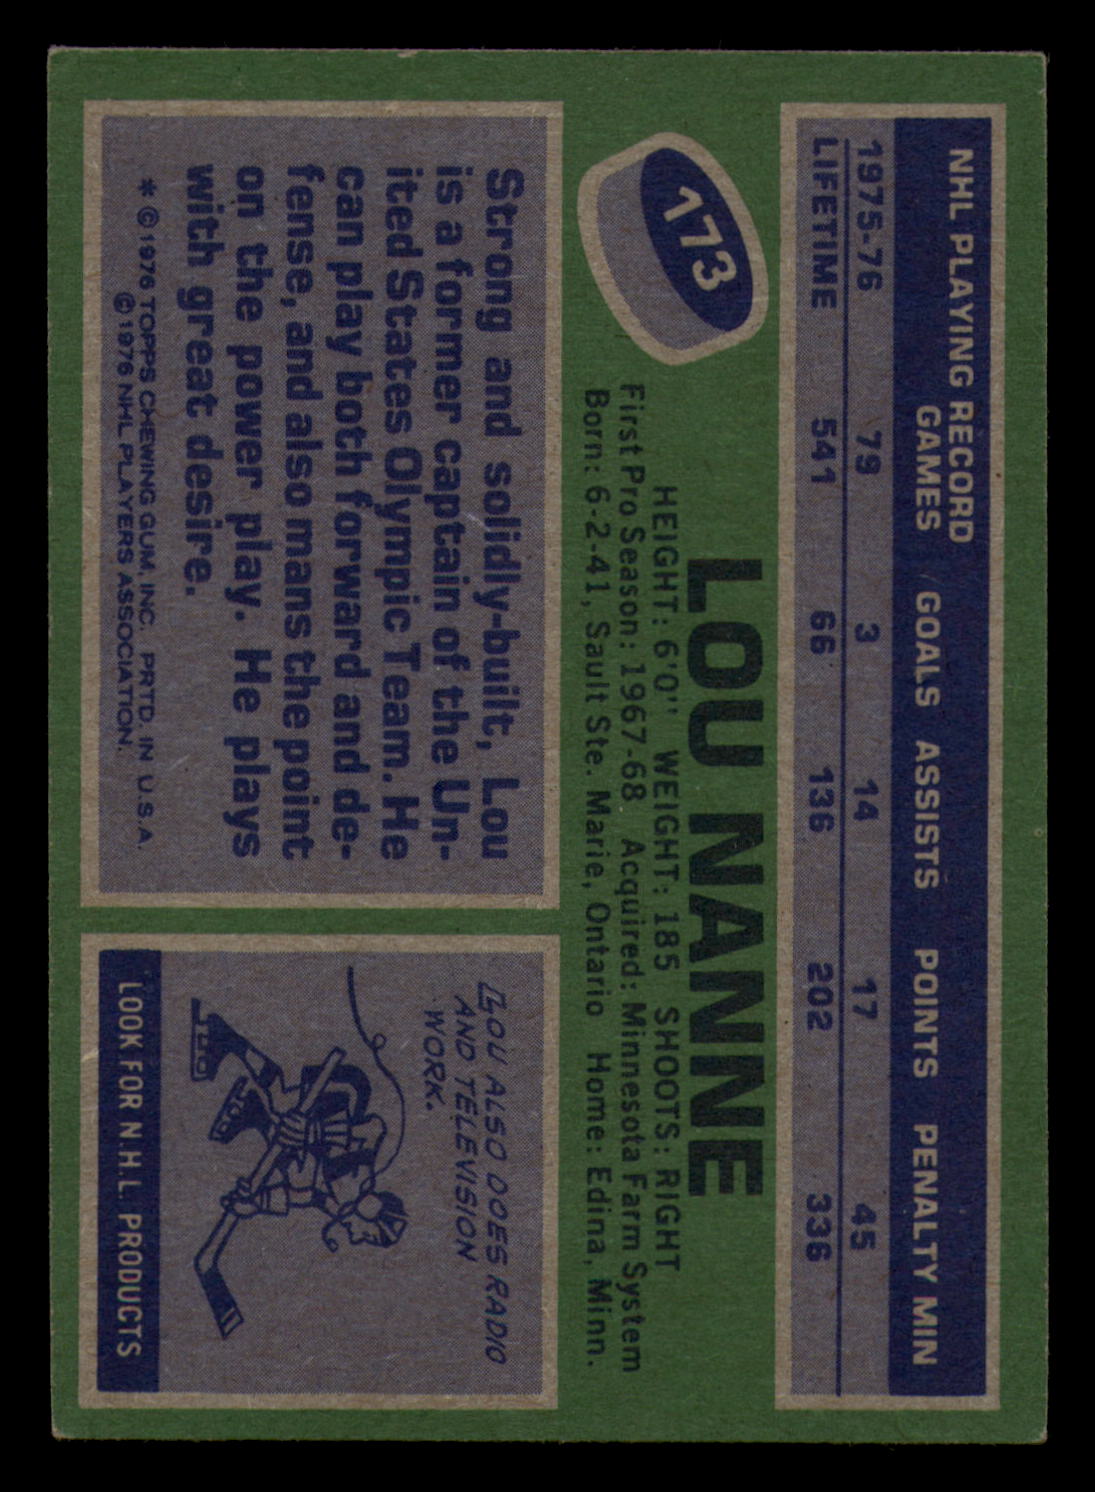 NHL PLAYING RECORD
GAMES GOALS ASSISTS POINTS PENALTY MIN
1975-76 79 3 14 17 45
LIFETIME 541 66 136 202 336
173
LOU NANNE
HEIGHT: 6'0" WEIGHT: 185 SHOOTS: RIGHT
First Pro Season: 1967-68 Acquired: Minnesota Farm System
Born: 6-2-41, Sault Ste. Marie, Ontario Home: Edina, Minn.
Strong and solidly-built, Lou
is a former captain of the Un-
ited States Olympic Team. He
can play both forward and de-
fense, and also mans the point
on the power play. He plays
with great desire.
* © 1976 TOPPS CHEWING GUM, INC. PRTD. IN U.S.A.
© 1976 NHL PLAYERS ASSOCIATION.
LOU ALSO DOES RADIO
AND TELEVISION
WORK.
LOOK FOR N.H.L. PRODUCTS